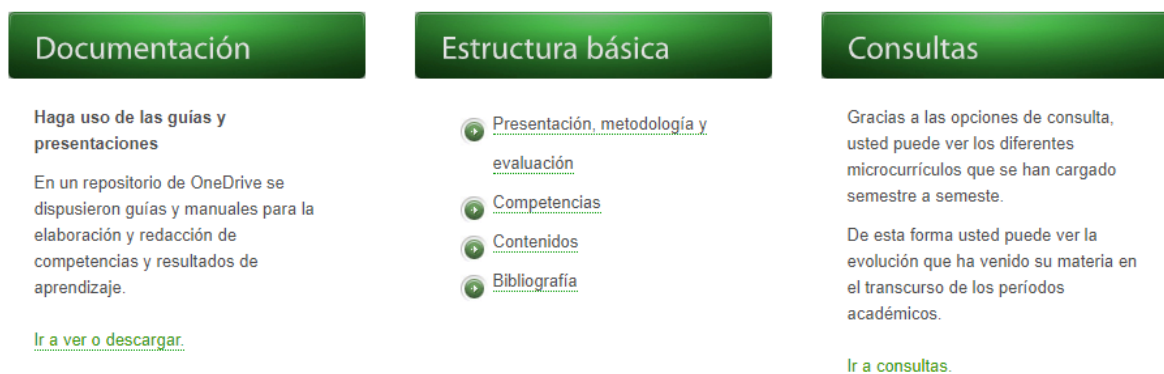 Documentación
Haga uso de las guías y
presentaciones
En un repositorio de OneDrive se
dispusieron guías y manuales para la
elaboración y redacción de
competencias y resultados de
aprendizaje.
Ir a ver o descargar.
Estructura básica
Presentación, metodología y
evaluación
Competencias
Contenidos
Bibliografía
Consultas
Gracias a las opciones de consulta,
usted puede ver los diferentes
microcurrículos que se han cargado
semestre a semeste.
De esta forma usted puede ver la
evolución que ha venido su materia en
el transcurso de los períodos
académicos.
Ir a consultas.